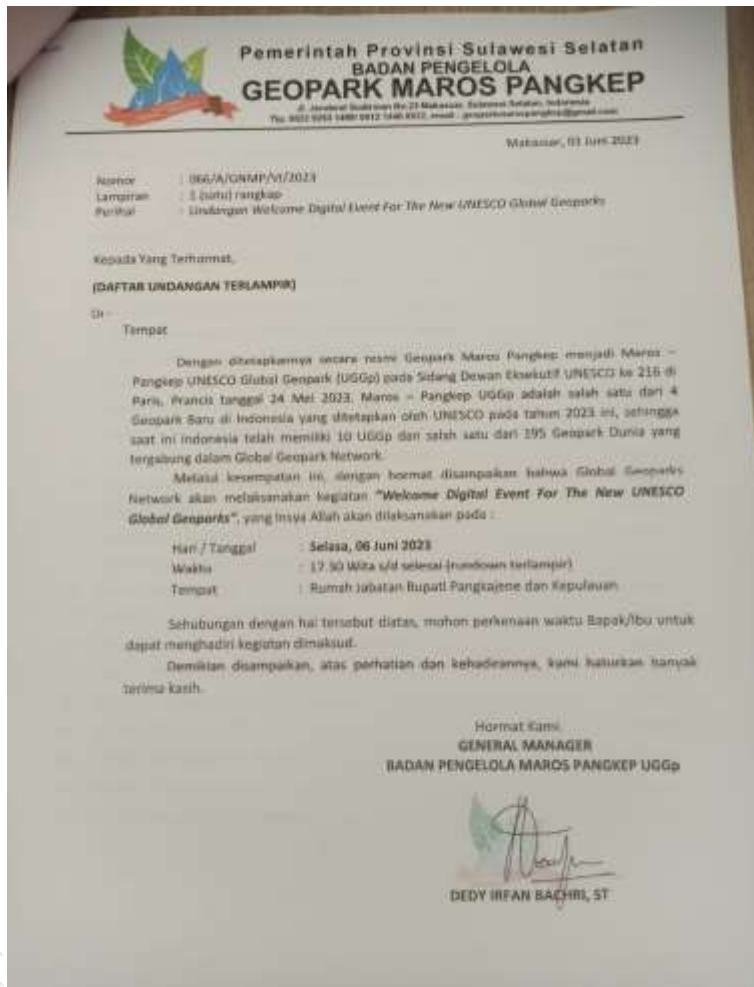 Pemerintah Provinsi Sulawesi Selatan
BADAN PENGELOLA
GEOPARK MAROS PANGKEP
Jl. Jenderal Sudirman No.23 Makassar, Sulawesi Selatan, Indonesia
Makassar, 03 Juni 2023
Nomor : 066/A/GNMP/VI/2023
Lampiran : 1 (satu) rangkap
Perihal : Undangan Welcome Digital Event For The New UNESCO Global Geoparks
Kepada Yang Terhormat,
(DAFTAR UNDANGAN TERLAMPIR)
Di -
Tempat
Dengan ditetapkannya secara resmi Geopark Maros Pangkep menjadi Maros –
Pangkep UNESCO Global Geopark (UGGp) pada Sidang Dewan Eksekutif UNESCO ke 216 di
Paris, Prancis tanggal 24 Mei 2023. Maros – Pangkep UGGp adalah salah satu dari 4
Geopark Baru di Indonesia yang ditetapkan oleh UNESCO pada tahun 2023 ini, sehingga
saat ini Indonesia telah memiliki 10 UGGp dan salah satu dari 195 Geopark Dunia yang
tergabung dalam Global Geopark Network.
Melalui kesempatan ini, dengan hormat disampaikan bahwa Global Geoparks
Network akan melaksanakan kegiatan "Welcome Digital Event For The New UNESCO
Global Geoparks", yang Insya Allah akan dilaksanakan pada :
Hari / Tanggal : Selasa, 06 Juni 2023
Waktu : 17.30 Wita s/d selesai (rundown terlampir)
Tempat : Rumah Jabatan Bupati Pangkajene dan Kepulauan
Sehubungan dengan hal tersebut diatas, mohon perkenaan waktu Bapak/Ibu untuk
dapat menghadiri kegiatan dimaksud.
Demikian disampaikan, atas perhatian dan kehadirannya, kami haturkan banyak
terima kasih.
Hormat Kami,
GENERAL MANAGER
BADAN PENGELOLA MAROS PANGKEP UGGp
DEDY IRFAN BACHRI, ST